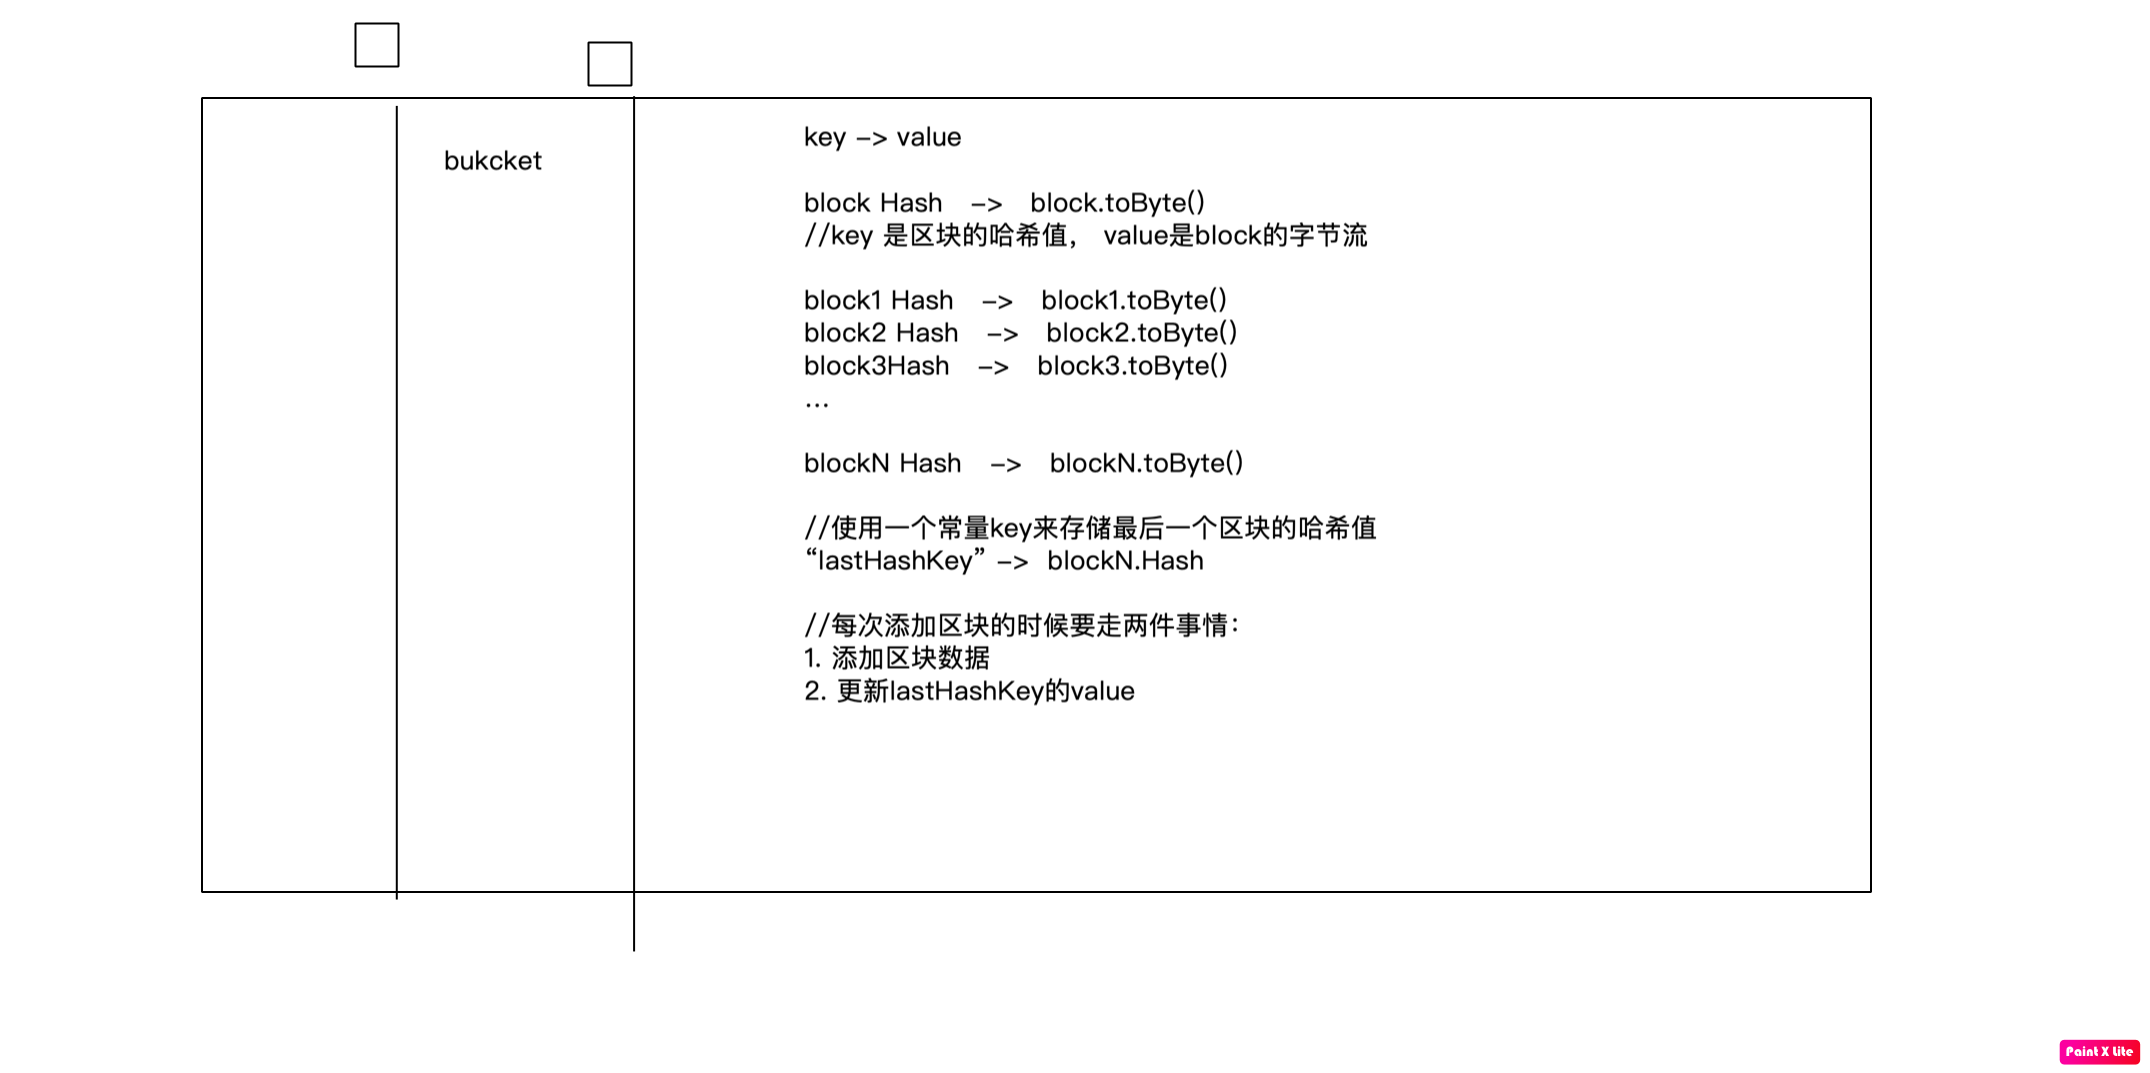 bukcket
key –> value
block Hash –> block.toByte()
//key 是区块的哈希值， value是block的字节流
block1 Hash –> block1.toByte()
block2 Hash –> block2.toByte()
block3Hash –> block3.toByte()
...
blockN Hash –> blockN.toByte()
//使用一个常量key来存储最后一个区块的哈希值
“lastHashKey” –> blockN.Hash
//每次添加区块的时候要走两件事情：
1. 添加区块数据
2. 更新lastHashKey的value
Paint X Lite